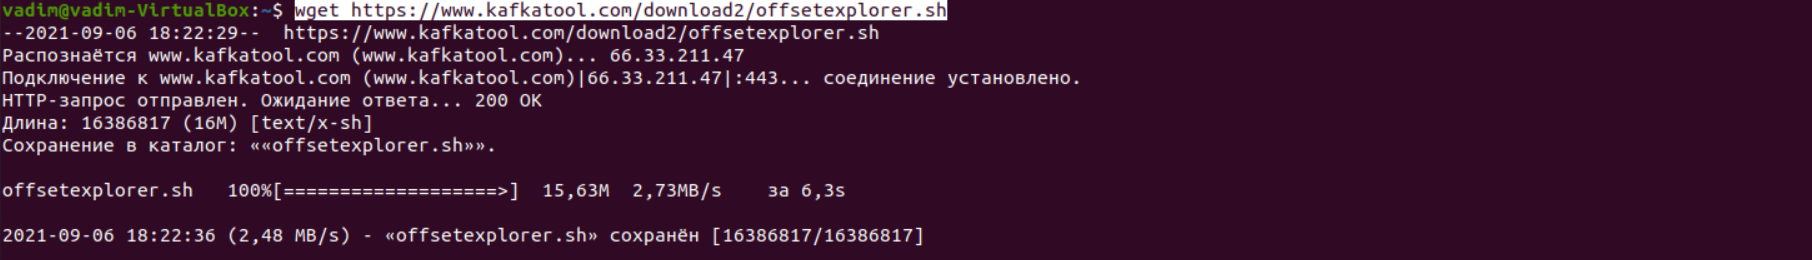 vadim@vadim-VirtualBox:~$ wget https://www.kafkatool.com/download2/offsetexplorer.sh
--2021-09-06 18:22:29--  https://www.kafkatool.com/download2/offsetexplorer.sh
Распознаётся www.kafkatool.com (www.kafkatool.com)... 66.33.211.47
Подключение к www.kafkatool.com (www.kafkatool.com)|66.33.211.47|:443... соединение установлено.
HTTP-запрос отправлен. Ожидание ответа... 200 OK
Длина: 16386817 (16M) [text/x-sh]
Сохранение в каталог: ««offsetexplorer.sh»».
offsetexplorer.sh   100%[===================>]  15,63M  2,73MB/s    за 6,3s
2021-09-06 18:22:36 (2,48 MB/s) - «offsetexplorer.sh» сохранён [16386817/16386817]